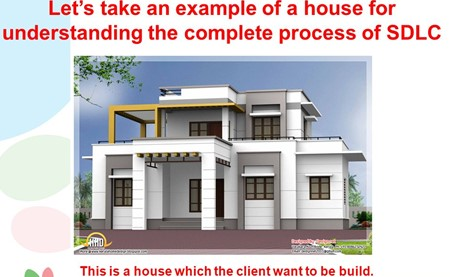 Let's take an example of a house for
understanding the complete process of SDLC
This is a house which the client want to be build.